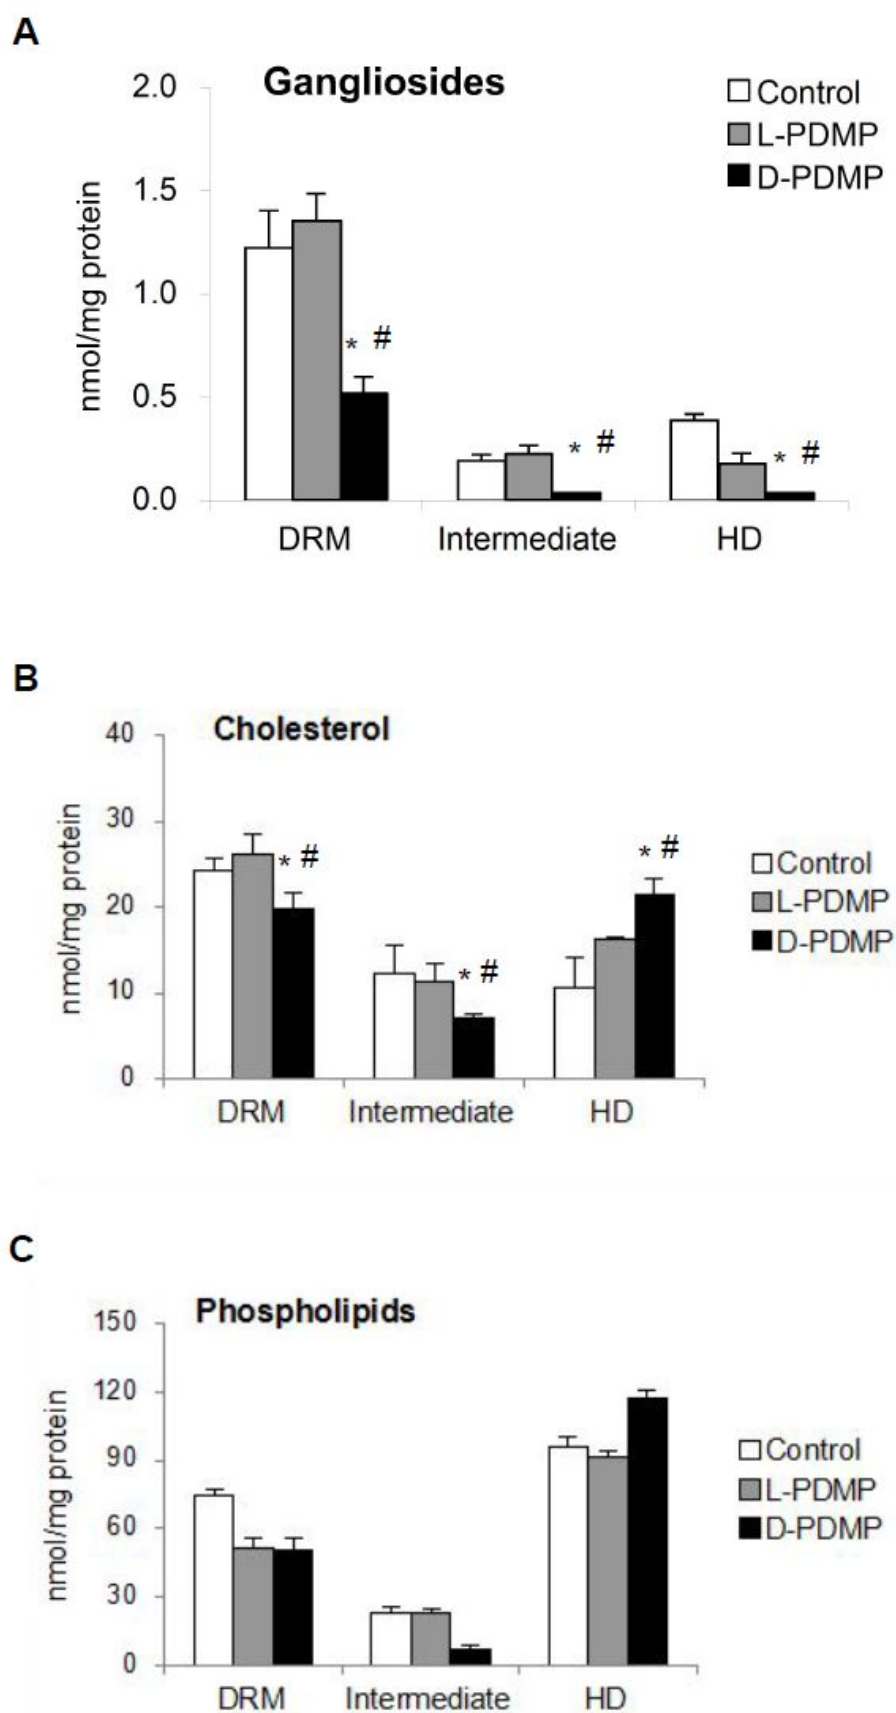 A
Gangliosides
2.0
1.5
1.0
0.5
0.0
nmol/mg protein
Control
L-PDMP
D-PDMP
* #
* #
* #
DRM Intermediate HD
B
Cholesterol
40
30
20
10
0
nmol/mg protein
* #
* #
* #
Control
L-PDMP
D-PDMP
DRM Intermediate HD
C
Phospholipids
150
120
90
60
30
0
nmol/mg protein
Control
L-PDMP
D-PDMP
DRM Intermediate HD